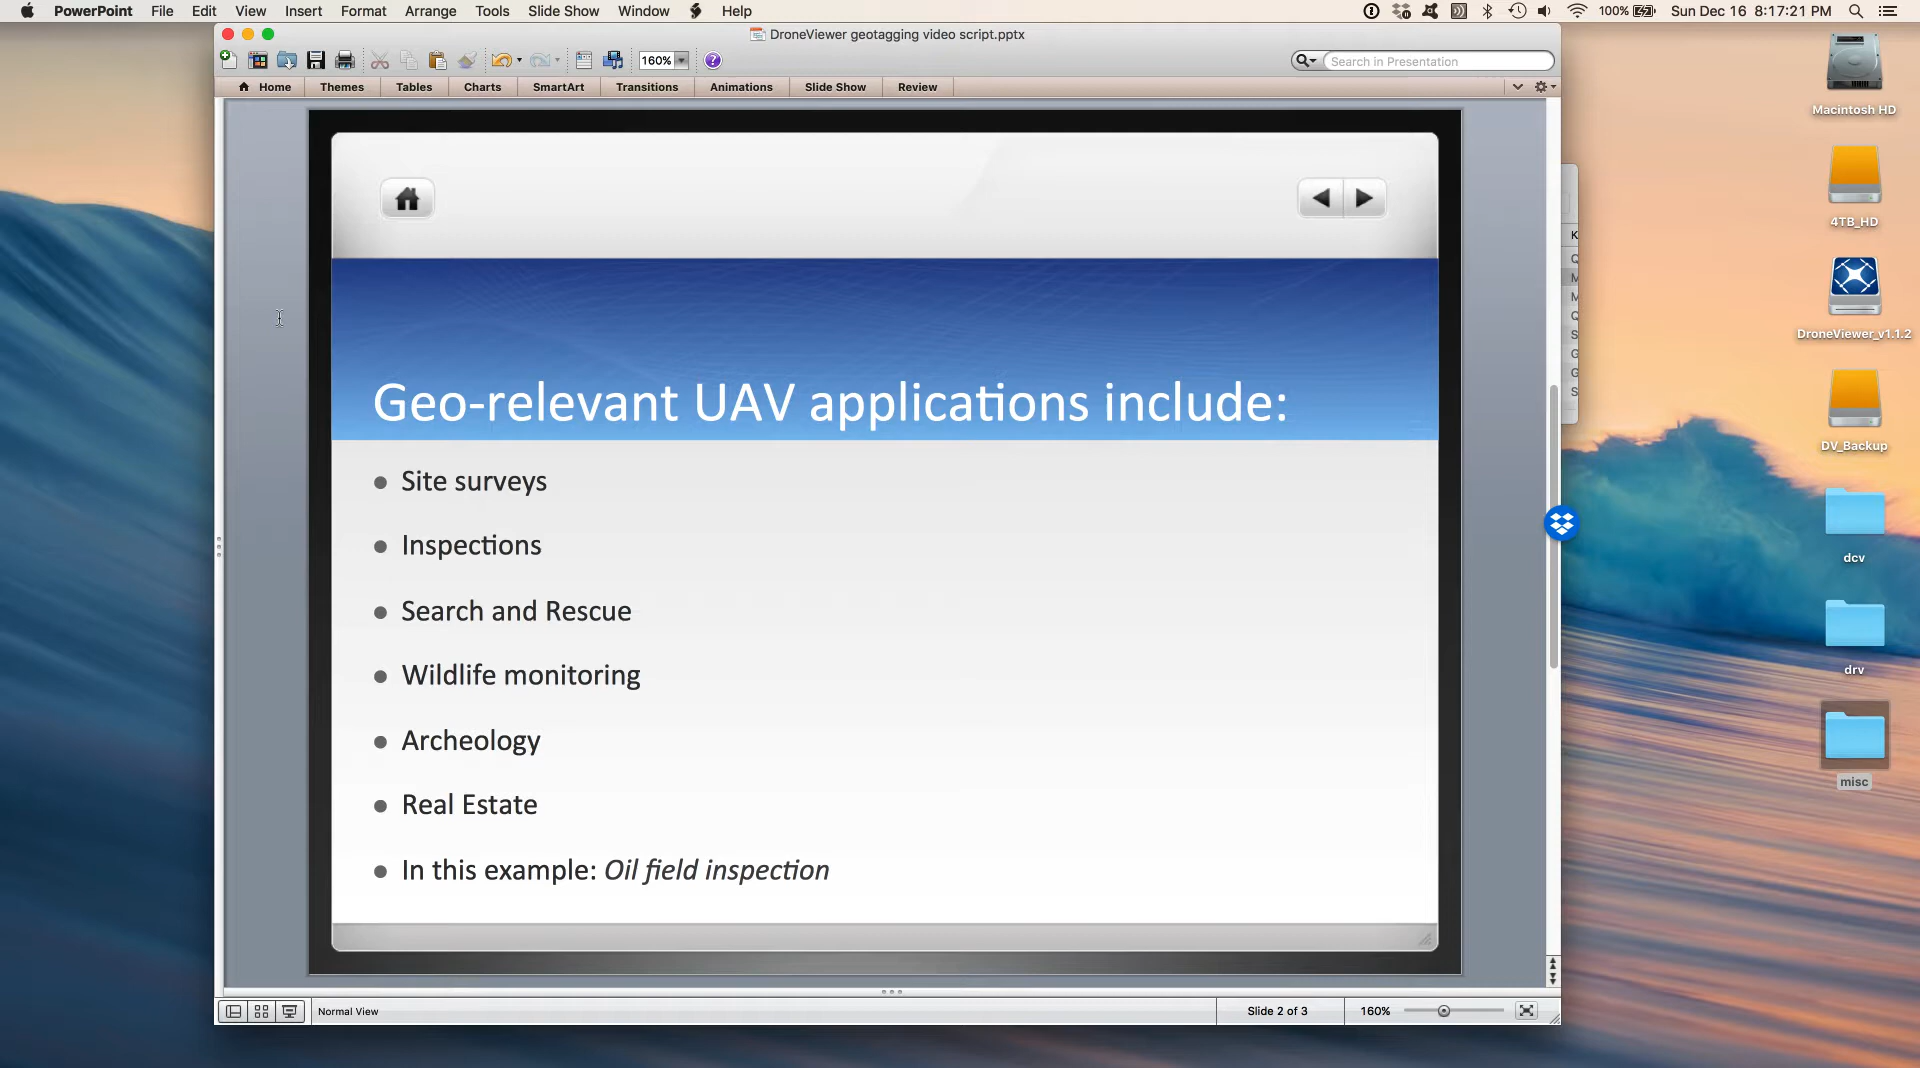 PowerPoint File Edit View Insert Format Arrange Tools Slide Show Window Help 100% Sun Dec 16 8:17:21 PM
DroneViewer geotagging video script.pptx
160% Search in Presentation
Home Themes Tables Charts SmartArt Transitions Animations Slide Show Review
Geo-relevant UAV applications include:
Site surveys
Inspections
Search and Rescue
Wildlife monitoring
Archeology
Real Estate
In this example: Oil field inspection
Normal View Slide 2 of 3 160%
K
Q
M
M
Q
S
G
G
S
Macintosh HD
4TB_HD
DroneViewer_v1.1.2
DV_Backup
dcv
drv
misc